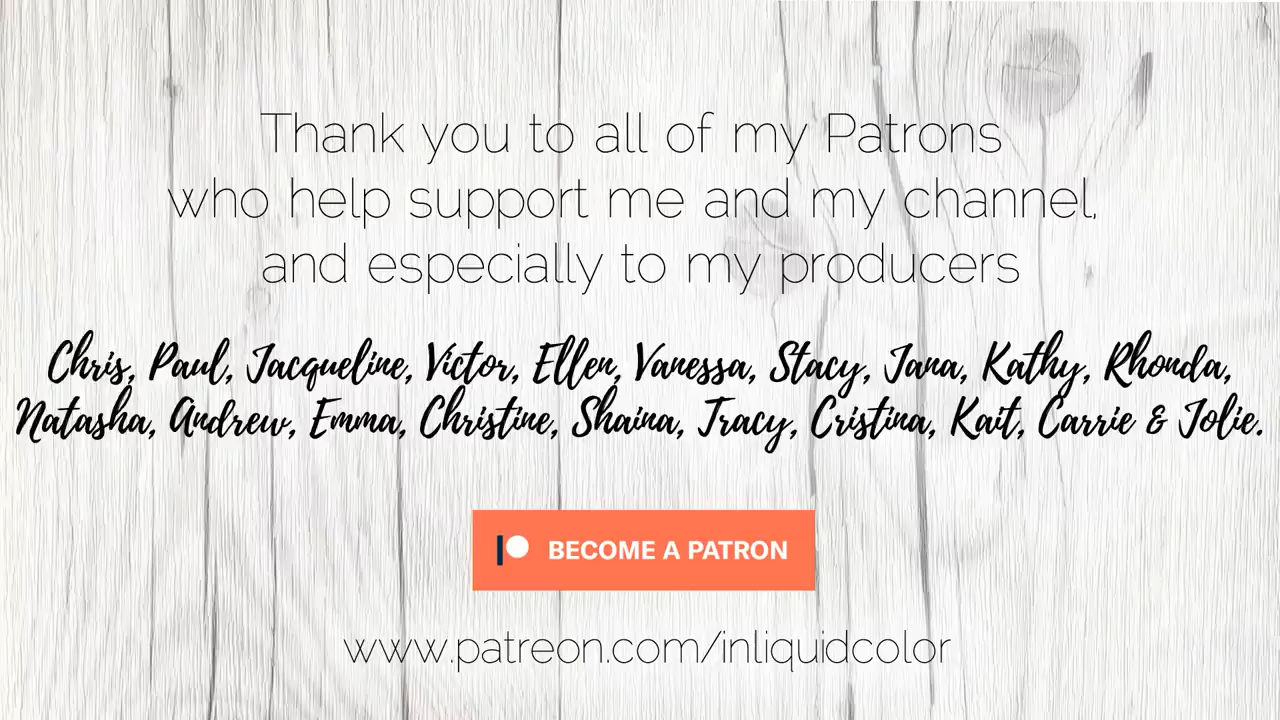 Thank you to all of my Patrons
who help support me and my channel,
and especially to my producers
Chris, Paul, Jacqueline, Victor, Ellen, Vanessa, Stacy, Jana, Kathy, Rhonda,
Natasha, Andrew, Emma, Christine, Shaina, Tracy, Cristina, Kait, Carrie & Jolie.
BECOME A PATRON
www.patreon.com/inliquidcolor